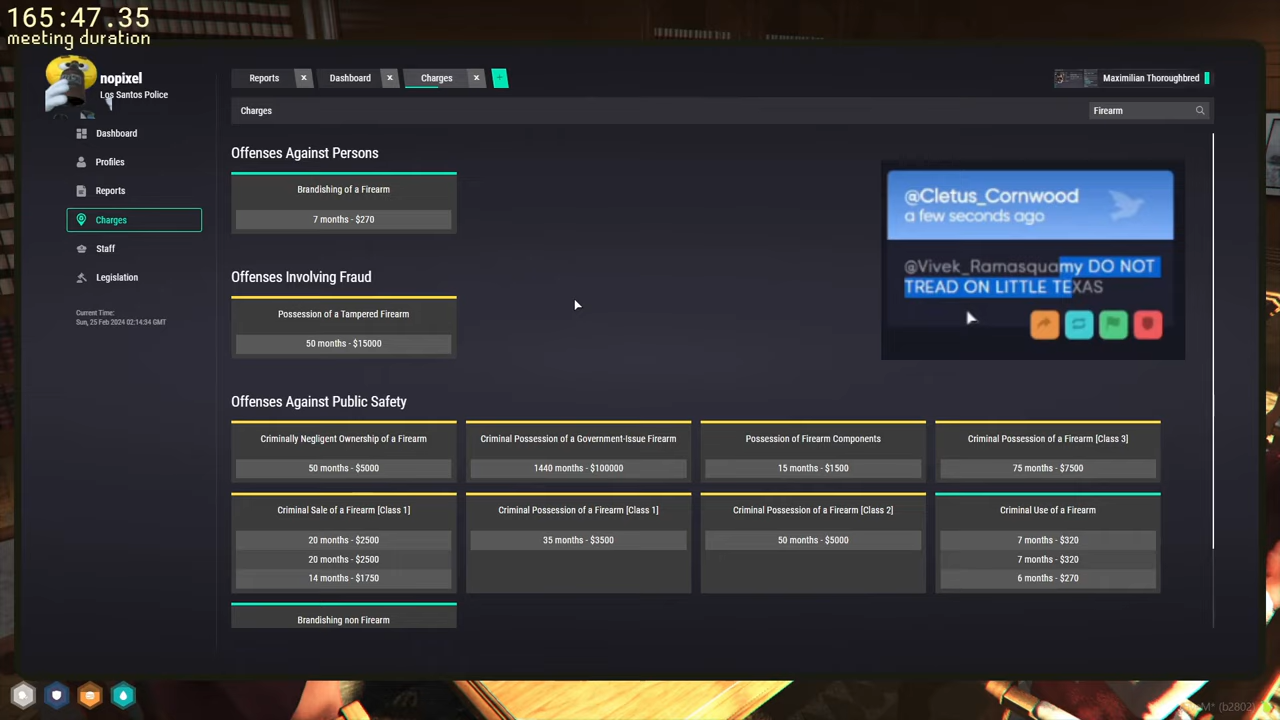 165:47.35
meeting duration
nopixel
Los Santos Police
Dashboard
Profiles
Reports
Charges
Staff
Legislation
Current Time:
Sun, 25 Feb 2024 02:14:34 GMT
Reports x Dashboard x Charges x +
Maximilian Thoroughbred
Charges
Firearm
Offenses Against Persons
Brandishing of a Firearm
7 months - $270
Offenses Involving Fraud
Possession of a Tampered Firearm
50 months - $15000
@Cletus_Cornwood
a few seconds ago
@Vivek_Ramasquamy DO NOT
TREAD ON LITTLE TEXAS
Offenses Against Public Safety
Criminally Negligent Ownership of a Firearm
50 months - $5000
Criminal Possession of a Government-Issue Firearm
1440 months - $100000
Possession of Firearm Components
15 months - $1500
Criminal Possession of a Firearm [Class 3]
75 months - $7500
Criminal Sale of a Firearm [Class 1]
20 months - $2500
20 months - $2500
14 months - $1750
Criminal Possession of a Firearm [Class 1]
35 months - $3500
Criminal Possession of a Firearm [Class 2]
50 months - $5000
Criminal Use of a Firearm
7 months - $320
7 months - $320
6 months - $270
Brandishing non Firearm
M* (b2802)